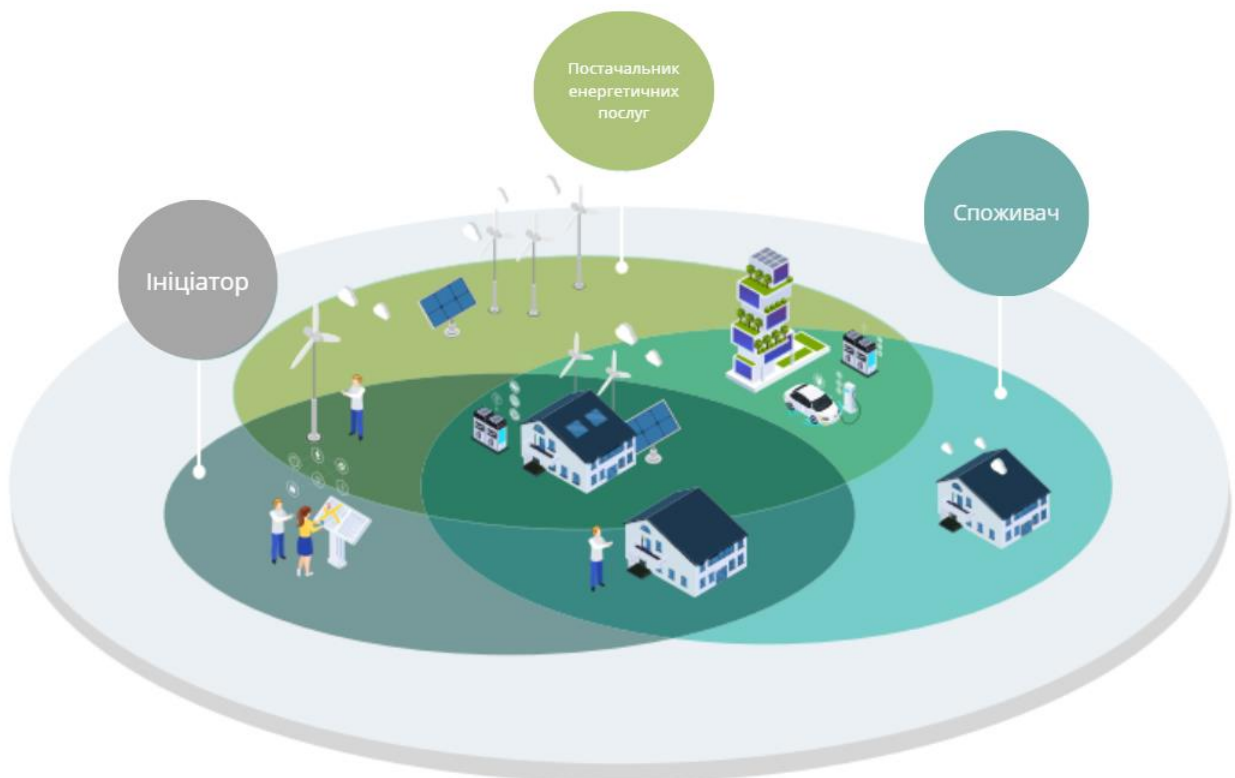 Постачальник
енергетичних
послуг
Споживач
Ініціатор